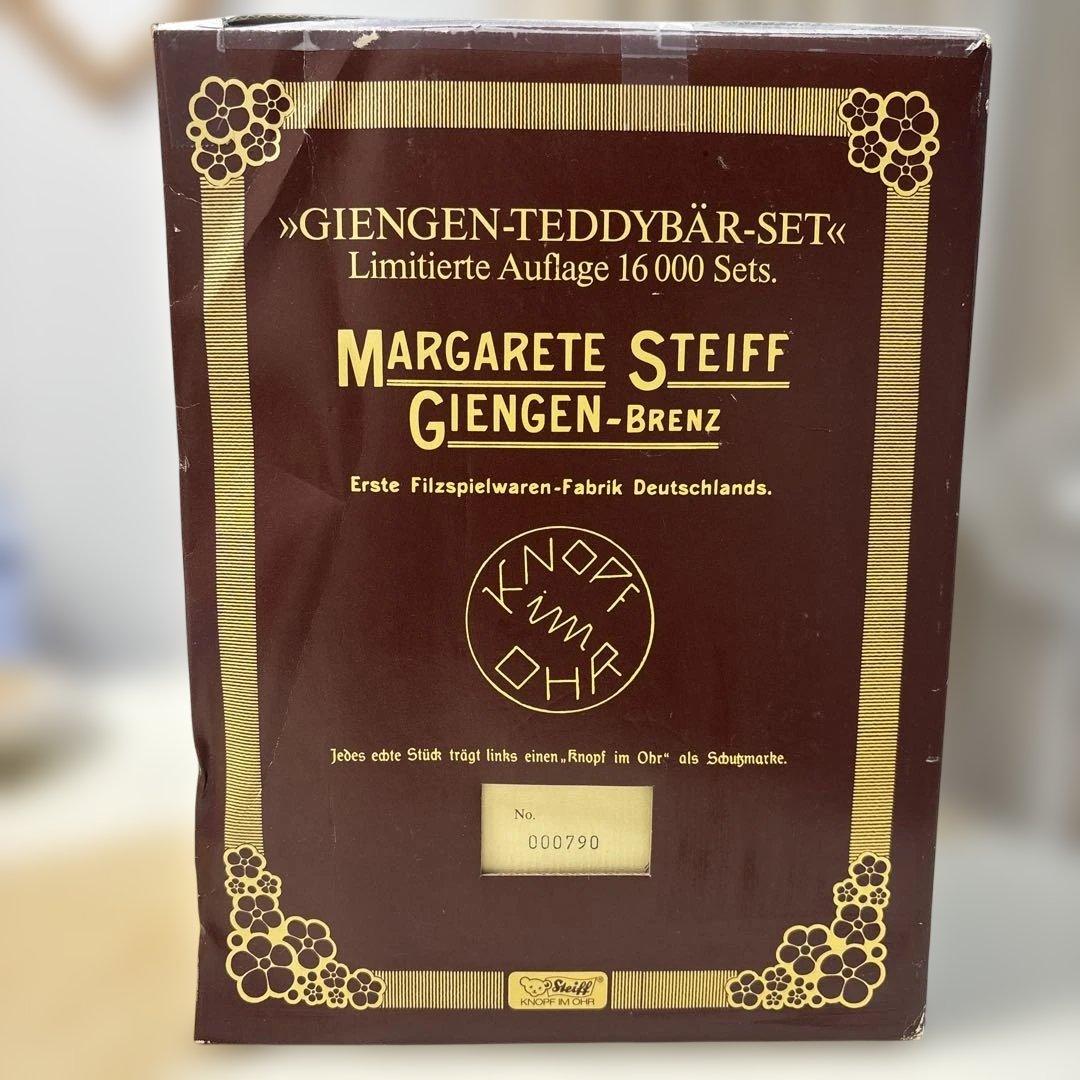 »GIENGEN-TEDDYBÄR-SET«
Limitierte Auflage 16 000 Sets.
MARGARETE STEIFF
GIENGEN-BRENZ
Erste Filzspielwaren-Fabrik Deutschlands.
KNOPF
im
OHR
Jedes echte Stück trägt links einen „Knopf im Ohr“ als Schutzmarke.
No.
000790
Steiff®
KNOPF IM OHR